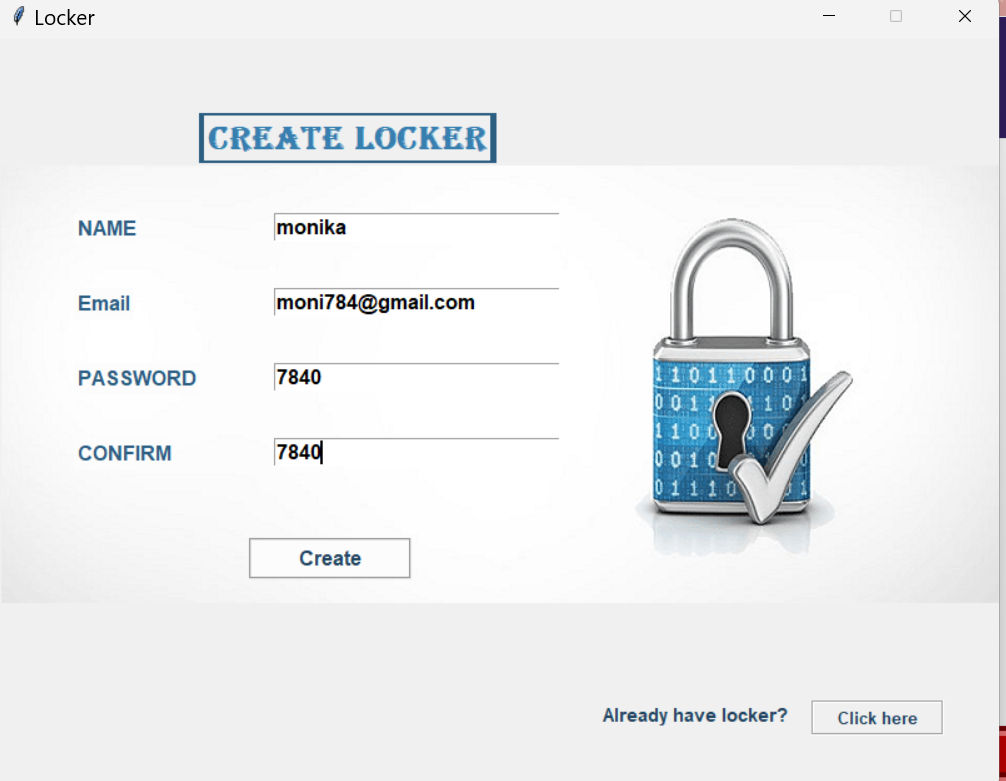 Locker
CREATE LOCKER
NAME monika
Email moni784@gmail.com
PASSWORD 7840
CONFIRM 7840
Create
Already have locker? Click here